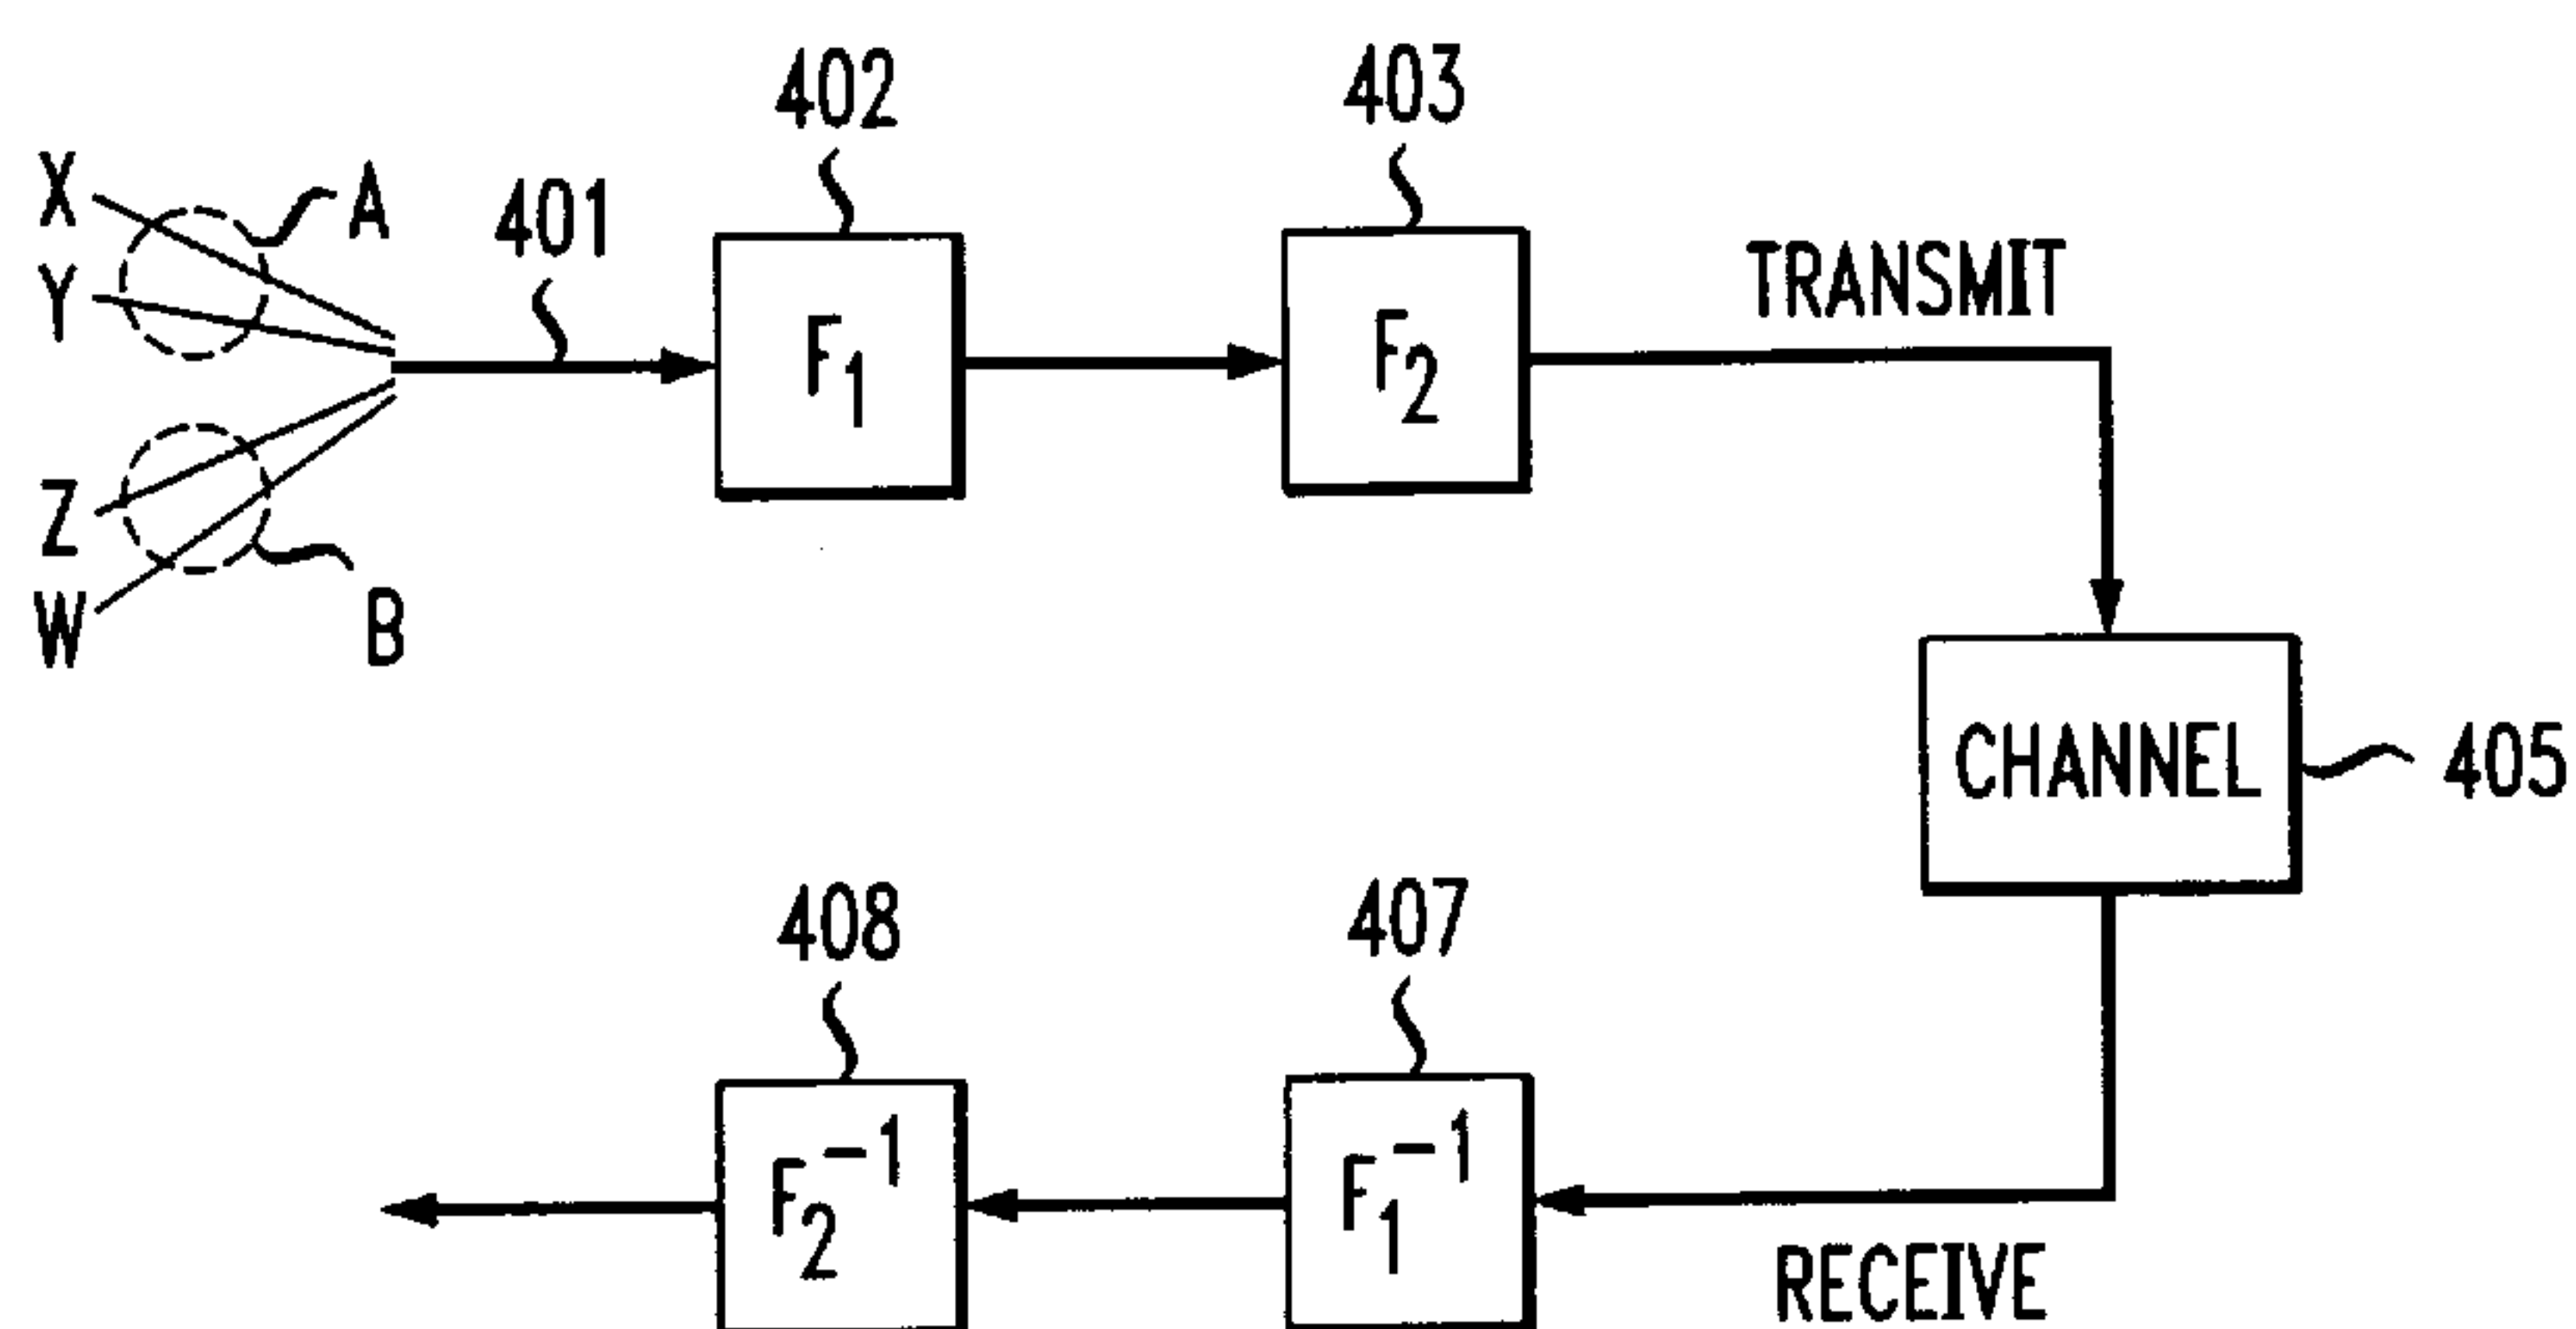 402
403
X
A
401
Y
F1
F2
TRANSMIT
Z
W
B
CHANNEL
405
408
407
F2-1
F1-1
RECEIVE